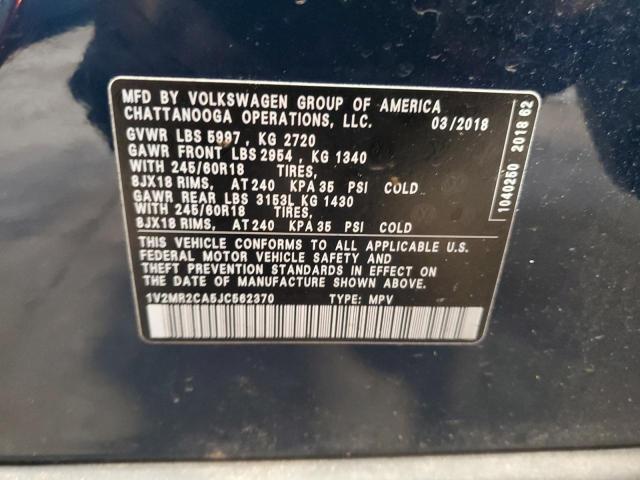 MFD BY VOLKSWAGEN GROUP OF AMERICA
CHATTANOOGA OPERATIONS, LLC. 03/2018
GVWR LBS 5997 , KG 2720
GAWR FRONT LBS 2954 , KG 1340
WITH 245/60R18 TIRES,
8JX18 RIMS, AT 240 KPA 35 PSI COLD
GAWR REAR LBS 3153L KG 1430
WITH 245/60R18 TIRES,
8JX18 RIMS, AT 240 KPA 35 PSI COLD
THIS VEHICLE CONFORMS TO ALL APPLICABLE U.S.
FEDERAL MOTOR VEHICLE SAFETY AND
THEFT PREVENTION STANDARDS IN EFFECT ON
THE DATE OF MANUFACTURE SHOWN ABOVE.
1V2MR2CA5JC562370 TYPE: MPV
1040250 2018 62